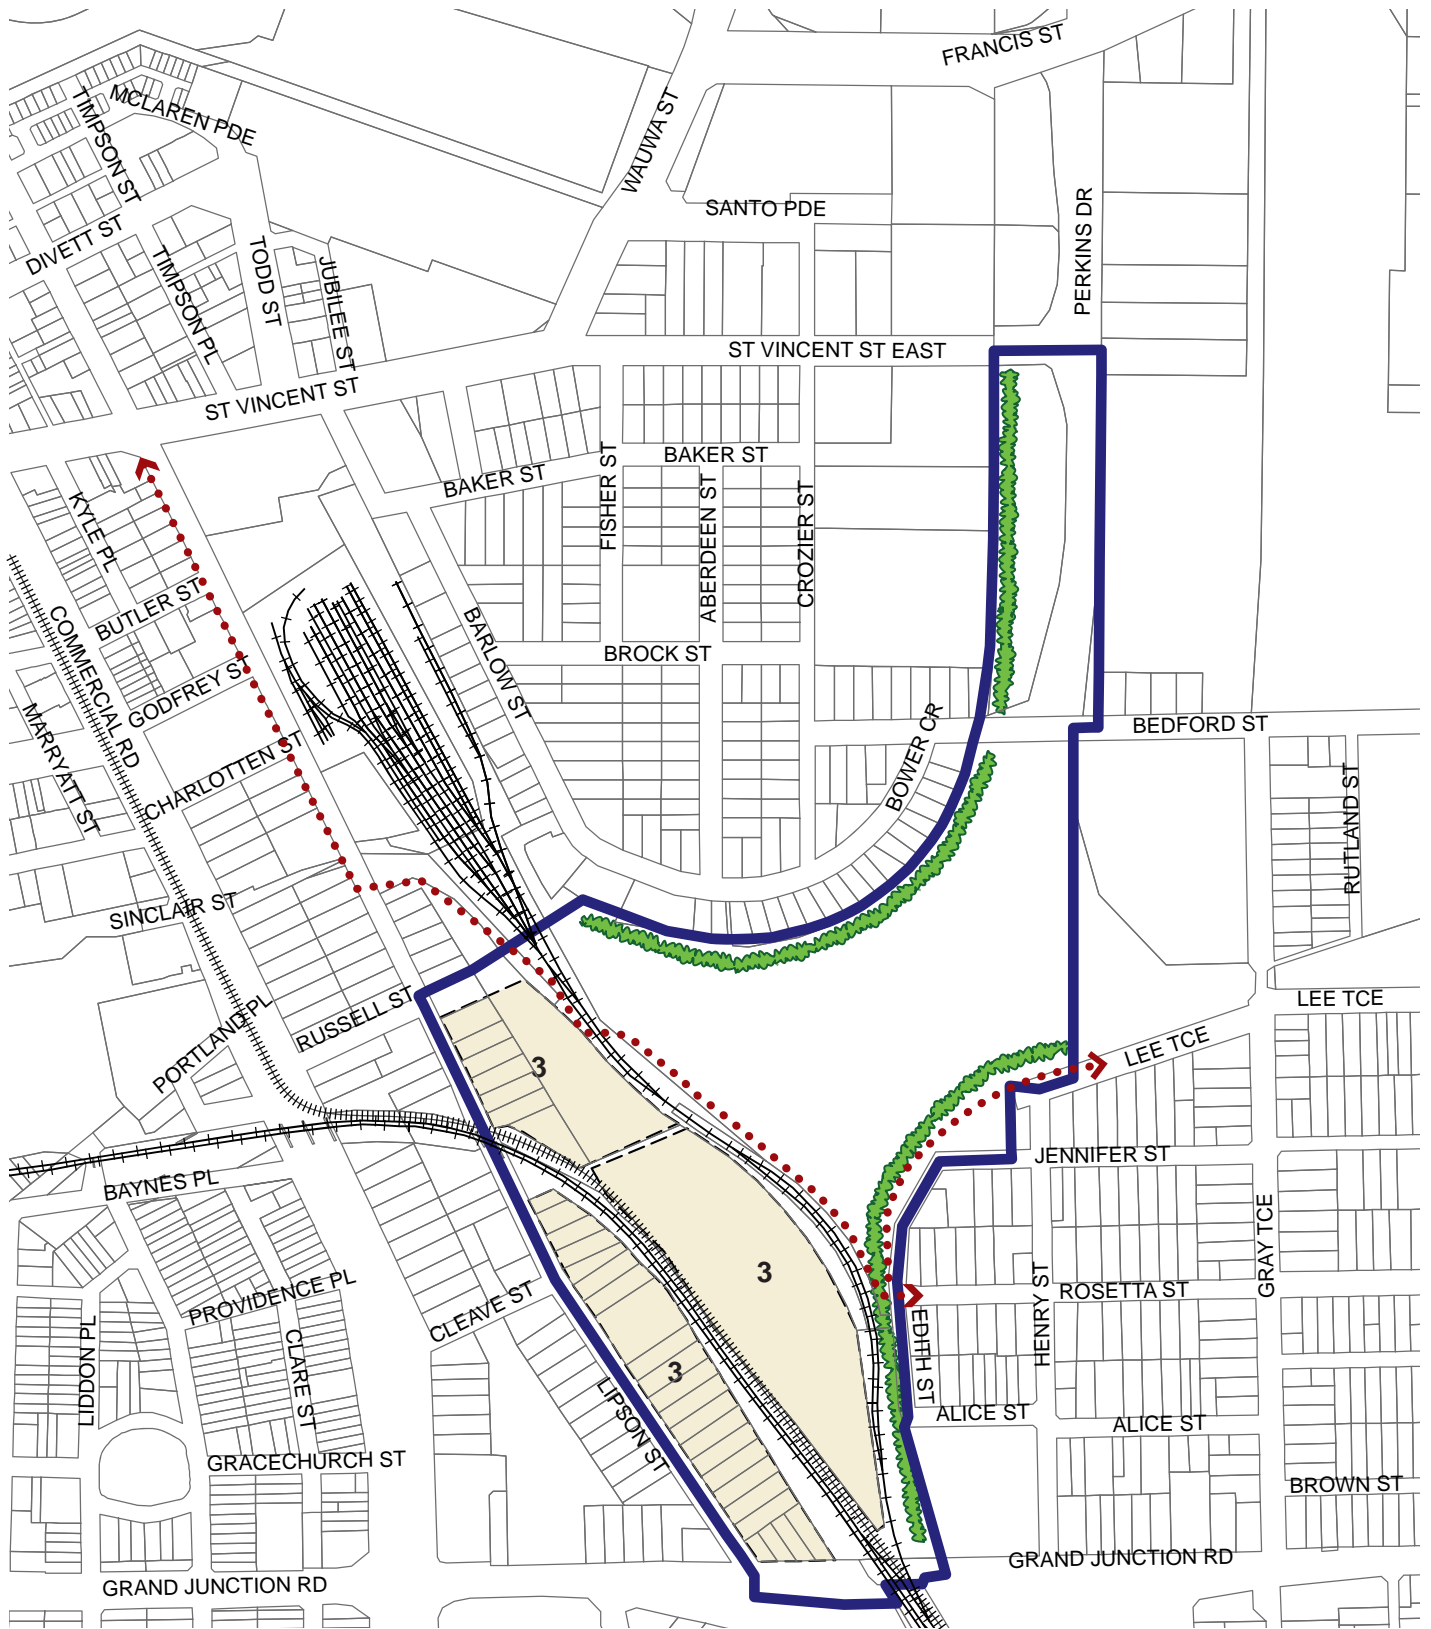 FRANCIS ST
MCLAREN PDE
TIMPSON ST
WAUWA ST
SANTO PDE
PERKINS DR
DIVETT ST
TIMPSON PL
TODD ST
JUBILEE ST
ST VINCENT ST EAST
ST VINCENT ST
BAKER ST
BAKER ST
FISHER ST
ABERDEEN ST
CROZIER ST
KYLE PL
BUTLER ST
COMMERCIAL RD
BARLOW ST
BROCK ST
GODFREY ST
MARRYATT ST
CHARLOTTEN ST
BOWER CR
BEDFORD ST
RUTLAND ST
SINCLAIR ST
PORTLAND PL
RUSSELL ST
LEE TCE
LEE TCE
3
JENNIFER ST
BAYNES PL
GRAY TCE
3
PROVIDENCE PL
CLEAVE ST
ROSETTA ST
HENRY ST
EDITH ST
LIDDON PL
CLARE ST
3
LIPSON ST
ALICE ST
ALICE ST
GRACECHURCH ST
BROWN ST
GRAND JUNCTION RD
GRAND JUNCTION RD